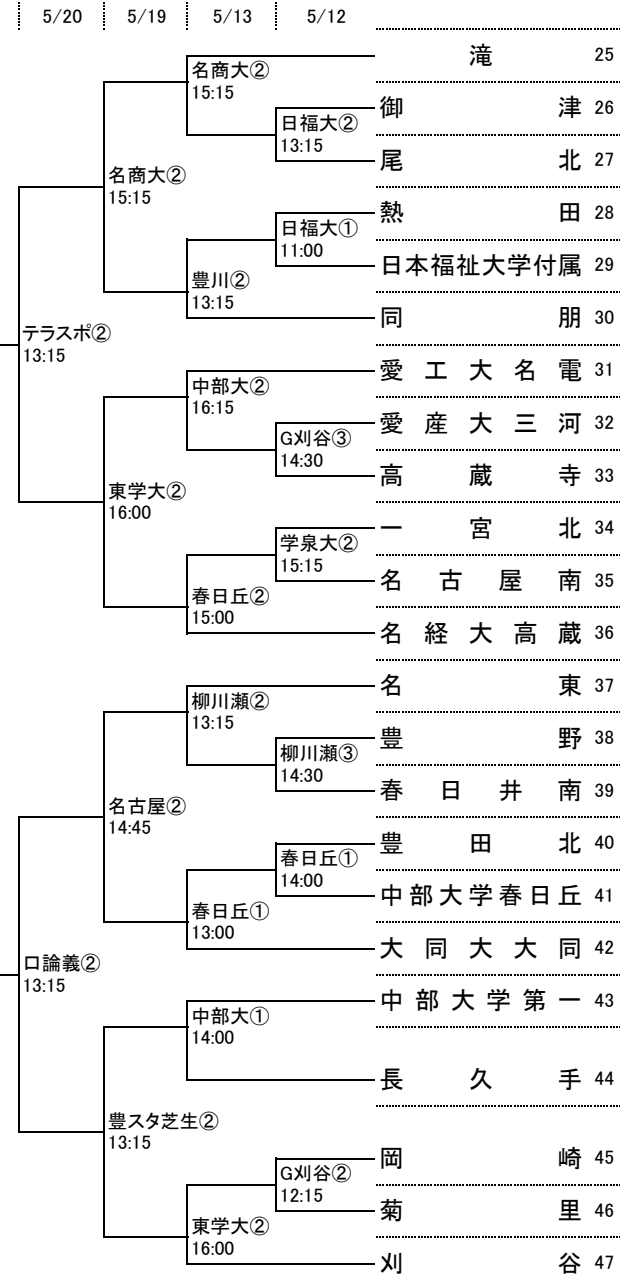 5/20 5/19 5/13 5/12
滝 25
名商大②
15:15
御津 26
日福大②
13:15
尾北 27
名商大②
15:15
熱田 28
日福大①
11:00
日本福祉大学付属 29
豊川②
13:15
同朋 30
テラスポ②
13:15
愛工大名電 31
中部大②
16:15
愛産大三河 32
G刈谷③
14:30
高蔵寺 33
東学大②
16:00
一宮北 34
学泉大②
15:15
名古屋南 35
春日丘②
15:00
名経大高蔵 36
名東 37
柳川瀬②
13:15
豊野 38
柳川瀬③
14:30
春日井南 39
名古屋②
14:45
豊田北 40
春日丘①
14:00
中部大学春日丘 41
春日丘①
13:00
大同大大同 42
口論義②
13:15
中部大学第一 43
中部大①
14:00
長久手 44
豊スタ芝生②
13:15
岡崎 45
G刈谷②
12:15
菊里 46
東学大②
16:00
刈谷 47